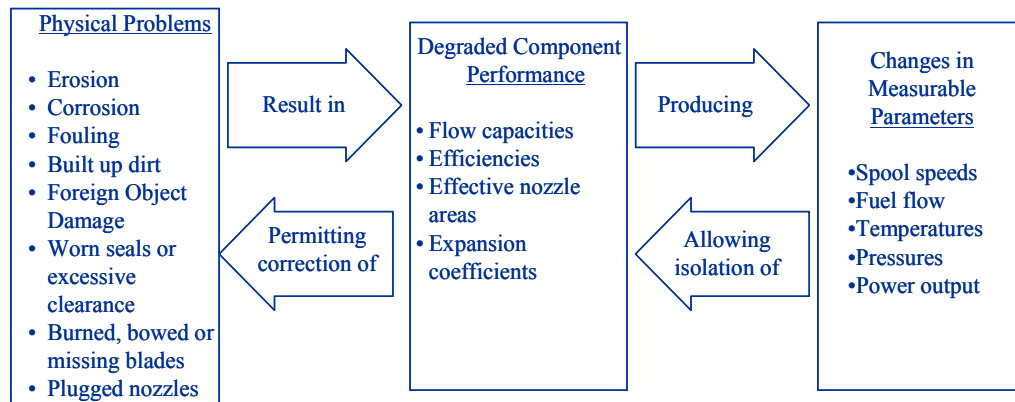 Physical Problems
• Erosion
• Corrosion
• Fouling
• Built up dirt
• Foreign Object
Damage
• Worn seals or
excessive
clearance
• Burned, bowed or
missing blades
• Plugged nozzles
Result in
Permitting
correction of
Degraded Component
Performance
• Flow capacities
• Efficiencies
• Effective nozzle
areas
• Expansion
coefficients
Producing
Allowing
isolation of
Changes in
Measurable
Parameters
•Spool speeds
•Fuel flow
•Temperatures
•Pressures
•Power output